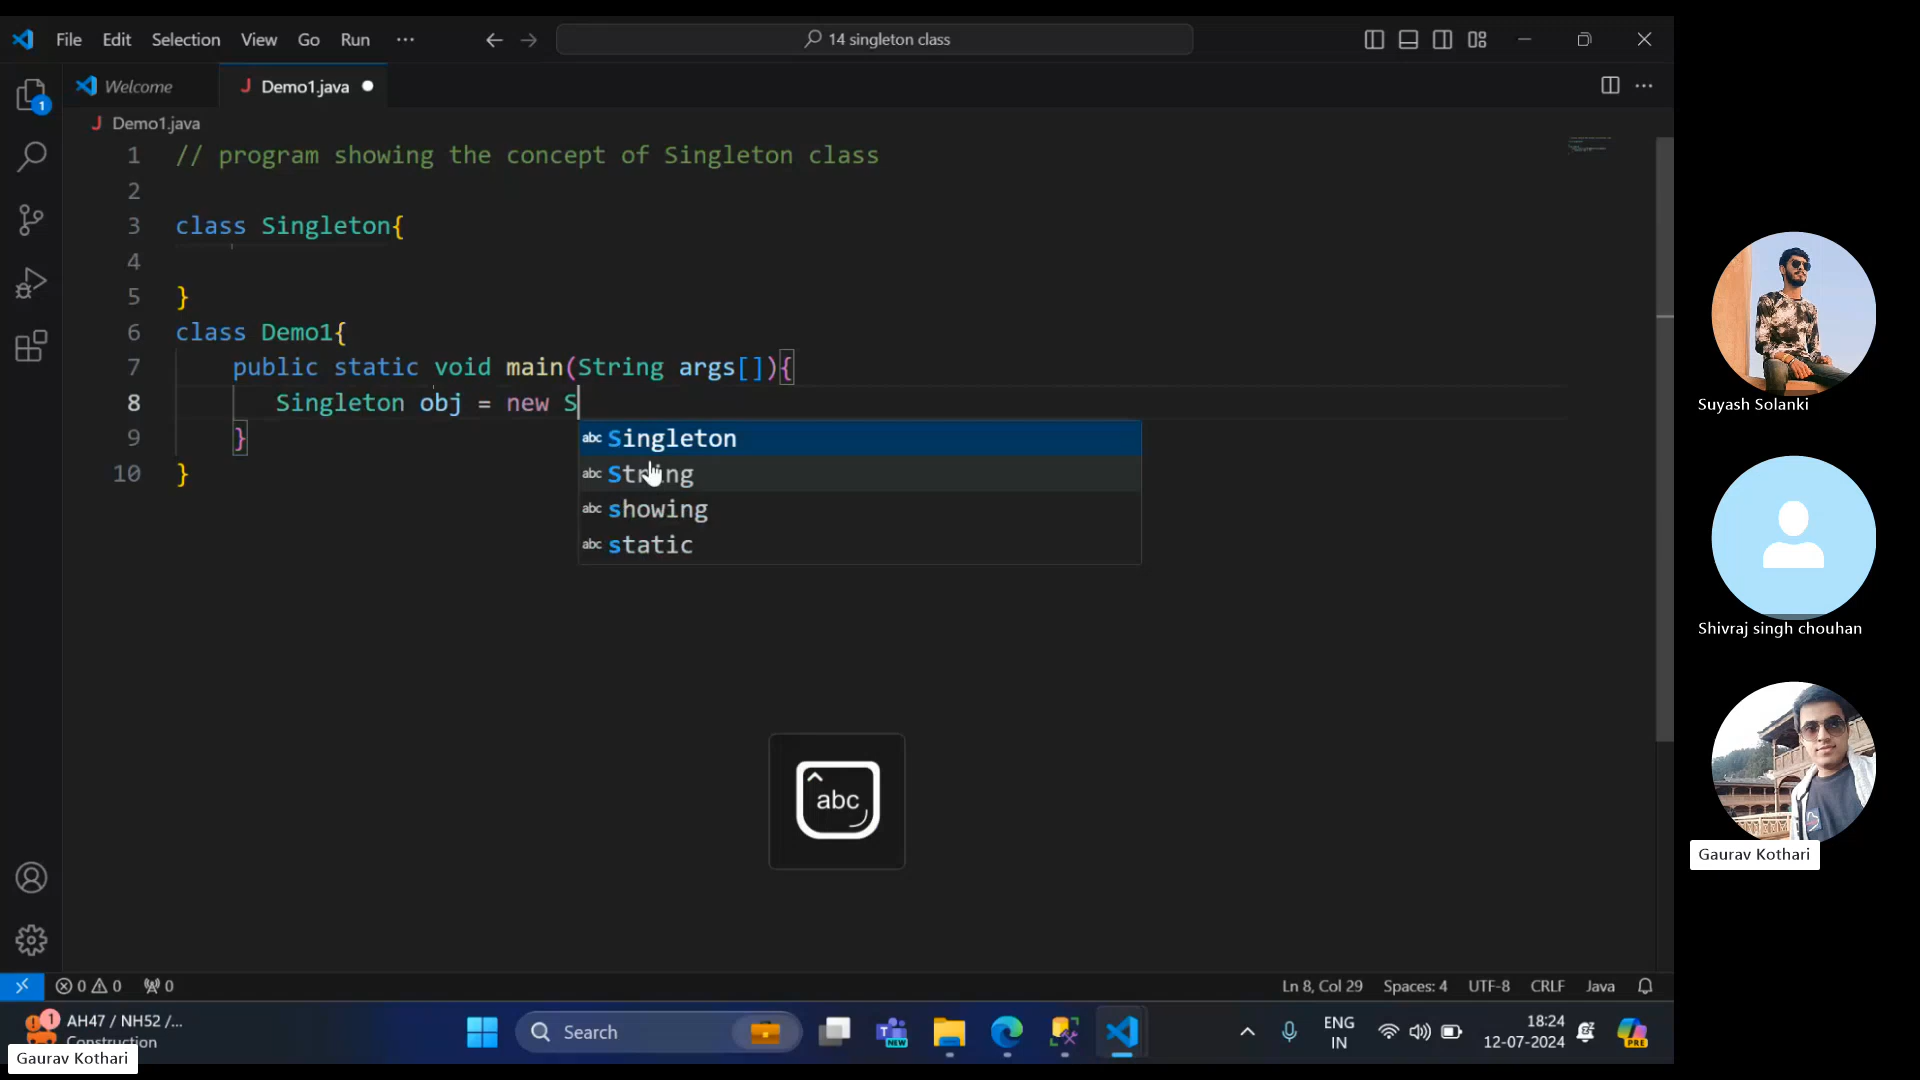 File Edit Selection View Go Run ···
14 singleton class
Welcome
J Demo1.java
J Demo1.java
1 // program showing the concept of Singleton class
2
3 class Singleton{
4
5 }
6 class Demo1{
7 public static void main(String args[]){
8 Singleton obj = new S
9 }
10 }
abc Singleton
abc String
abc showing
abc static
abc
1
Suyash Solanki
Shivraj singh chouhan
Gaurav Kothari
0 0 0
Ln 8, Col 29 Spaces: 4 UTF-8 CRLF Java
1
AH47 / NH52 /...
Construction
Gaurav Kothari
Search
NEW
ENG
IN
18:24
12-07-2024
PRE